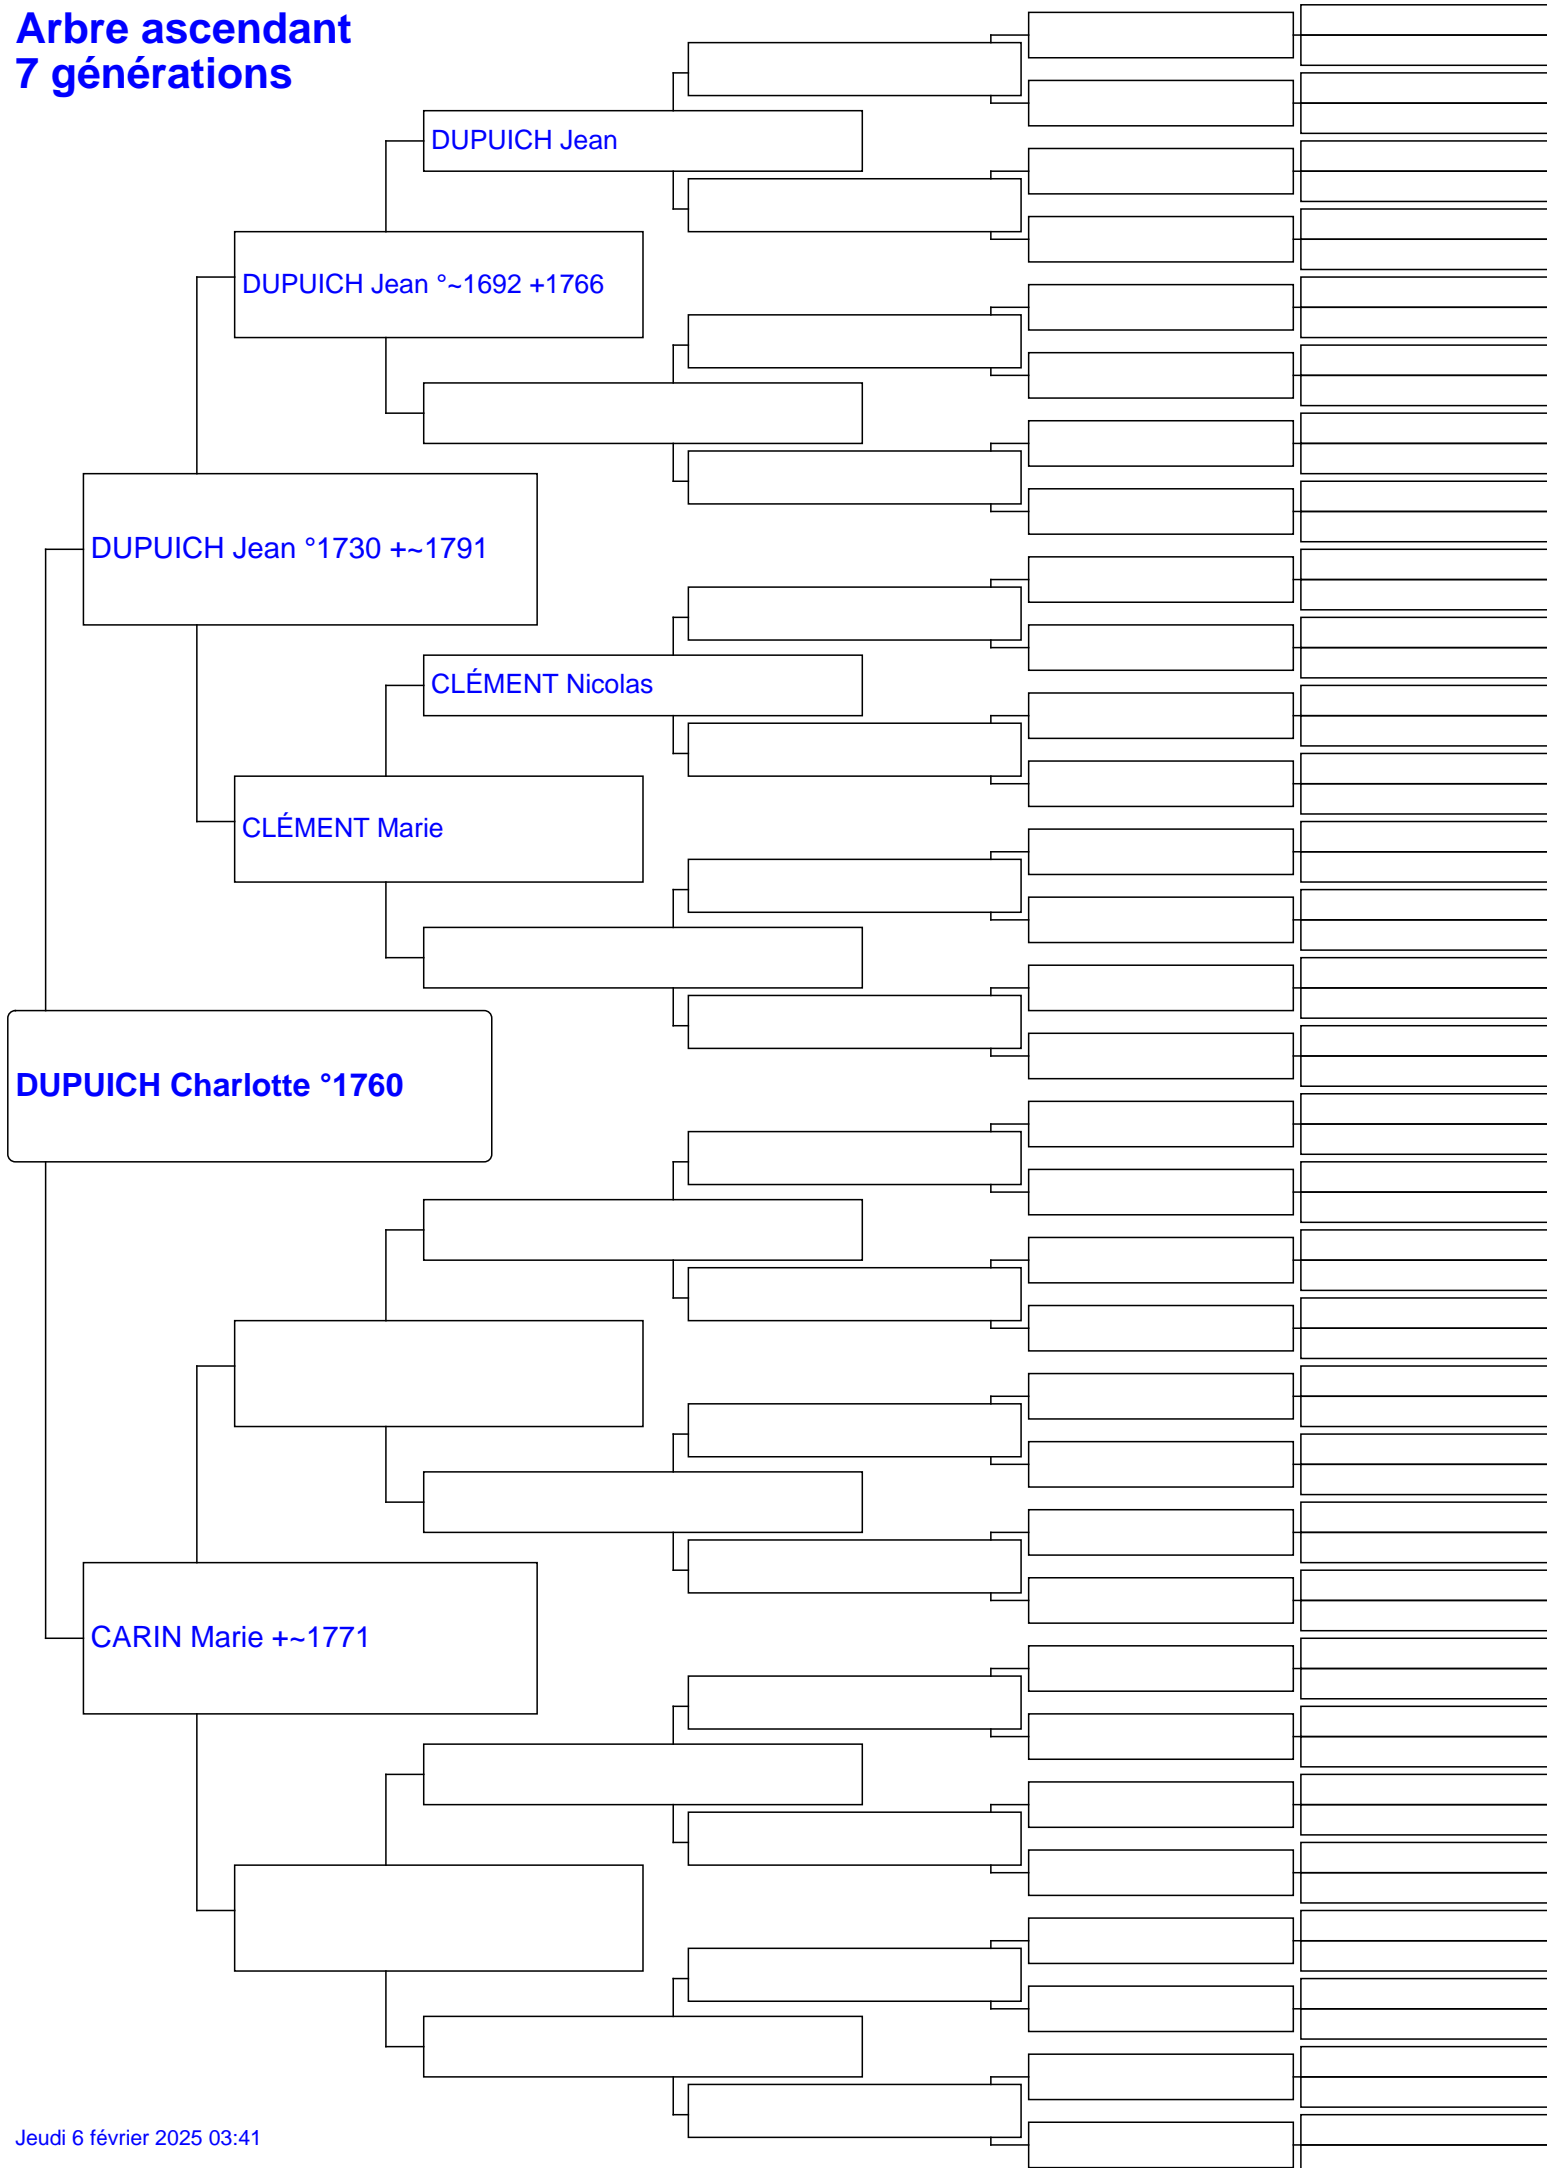 Arbre ascendant
7 générations
DUPUICH Jean
DUPUICH Jean °~1692 +1766
DUPUICH Jean °1730 +~1791
CLÉMENT Nicolas
CLÉMENT Marie
DUPUICH Charlotte °1760
CARIN Marie +~1771
Jeudi 6 février 2025 03:41